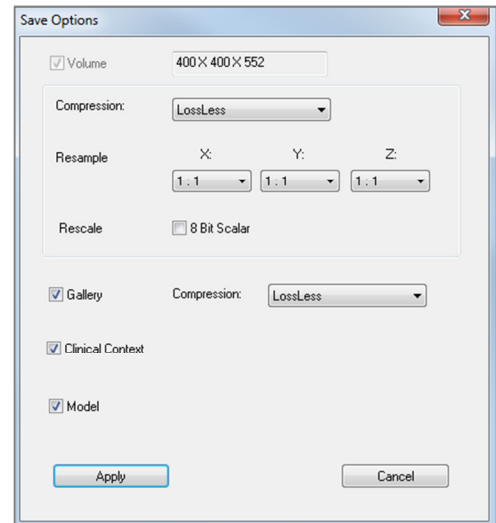 Save Options
Volume 400 X 400 X 552
Compression: LossLess
X: Y: Z:
Resample
1 : 1 1 : 1 1 : 1
Rescale 8 Bit Scalar
Gallery Compression: LossLess
Clinical Context
Model
Apply Cancel